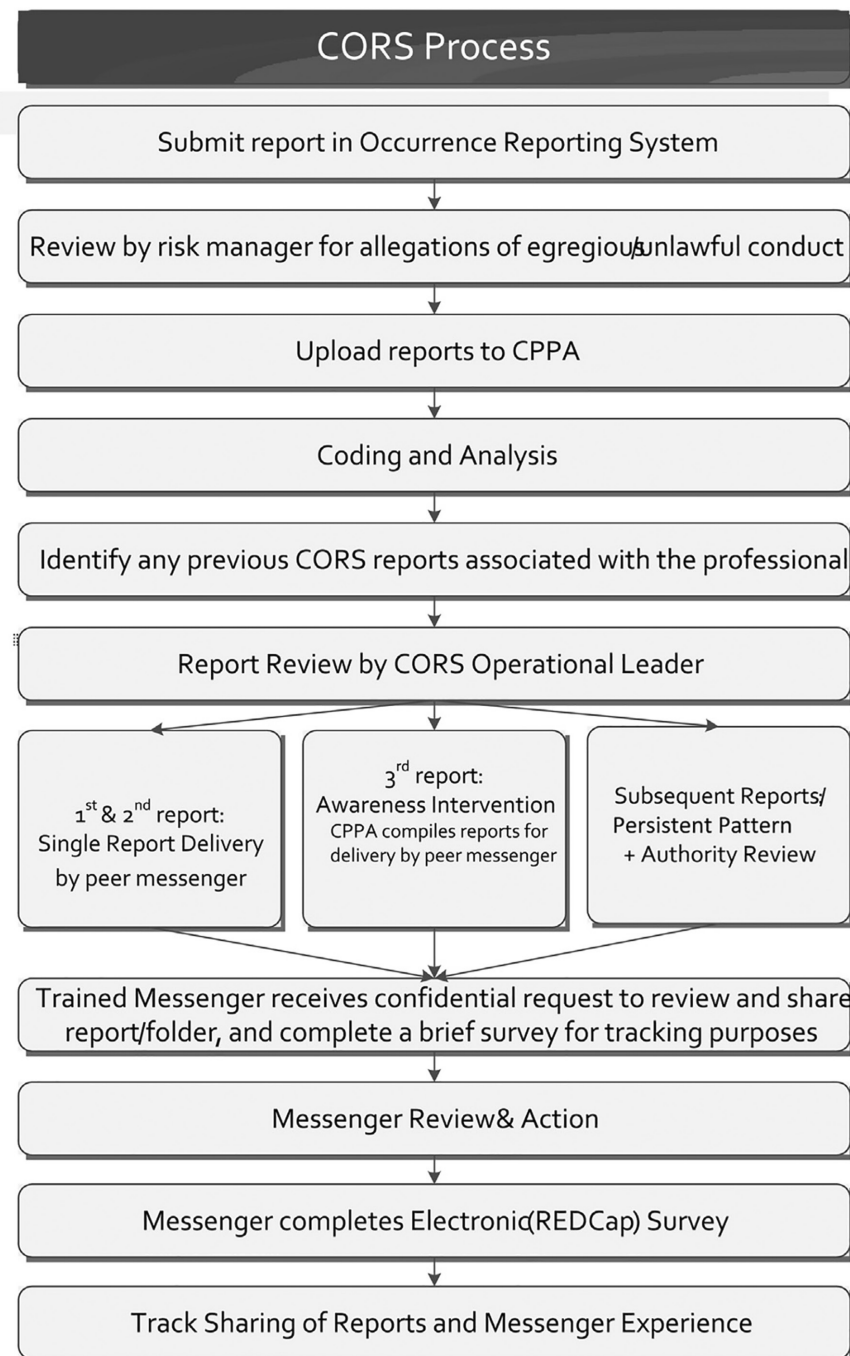 CORS Process
Submit report in Occurrence Reporting System
Review by risk manager for allegations of egregious/unlawful conduct
Upload reports to CPPA
Coding and Analysis
Identify any previous CORS reports associated with the professional
Report Review by CORS Operational Leader
1st & 2nd report:
Single Report Delivery
by peer messenger
3rd report:
Awareness Intervention
CPPA compiles reports for
delivery by peer messenger
Subsequent Reports/
Persistent Pattern
+ Authority Review
Trained Messenger receives confidential request to review and share
report/folder, and complete a brief survey for tracking purposes
Messenger Review& Action
Messenger completes Electronic(REDCap) Survey
Track Sharing of Reports and Messenger Experience